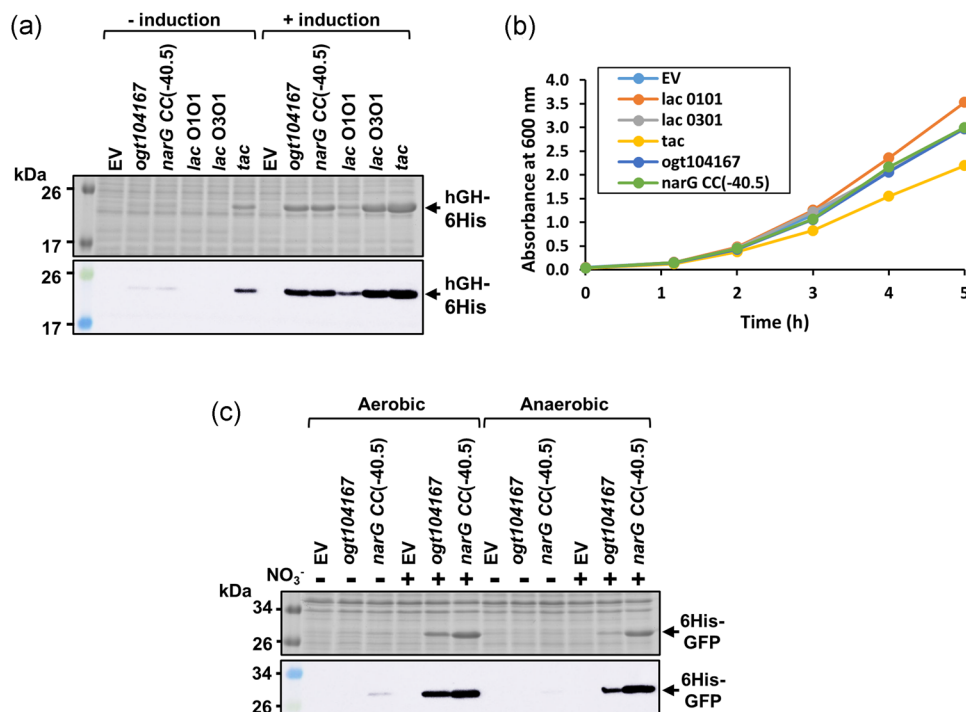 (a)
- induction
+ induction
EV
ogt104167
narG CC(-40.5)
lac O1O1
lac O3O1
tac
EV
ogt104167
narG CC(-40.5)
lac O1O1
lac O3O1
tac
kDa
26
17
hGH-
6His
26
17
hGH-
6His
(b)
EV
lac 0101
lac 0301
tac
ogt104167
narG CC(-40.5)
Absorbance at 600 nm
4.0
3.5
3.0
2.5
2.0
1.5
1.0
0.5
0.0
0 1 2 3 4 5
Time (h)
(c)
Aerobic
Anaerobic
EV
ogt104167
narG CC(-40.5)
EV
ogt104167
narG CC(-40.5)
EV
ogt104167
narG CC(-40.5)
EV
ogt104167
narG CC(-40.5)
NO₃⁻ - - - + + + - - - + + +
kDa
34
26
6His-
GFP
34
26
6His-
GFP